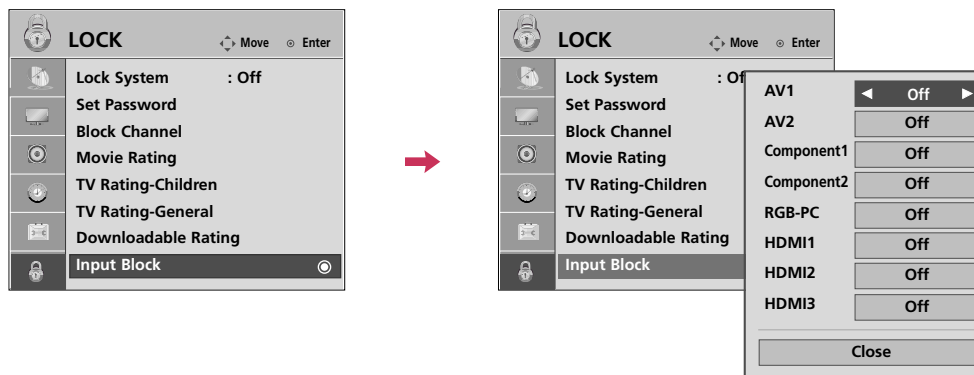 LOCK
Move Enter
Lock System : Off
Set Password
Block Channel
Movie Rating
TV Rating-Children
TV Rating-General
Downloadable Rating
Input Block
LOCK
Move Enter
Lock System : Of
Set Password
Block Channel
Movie Rating
TV Rating-Children
TV Rating-General
Downloadable Rating
Input Block
AV1 ◀ Off ▶
AV2 Off
Component1 Off
Component2 Off
RGB-PC Off
HDMI1 Off
HDMI2 Off
HDMI3 Off
Close